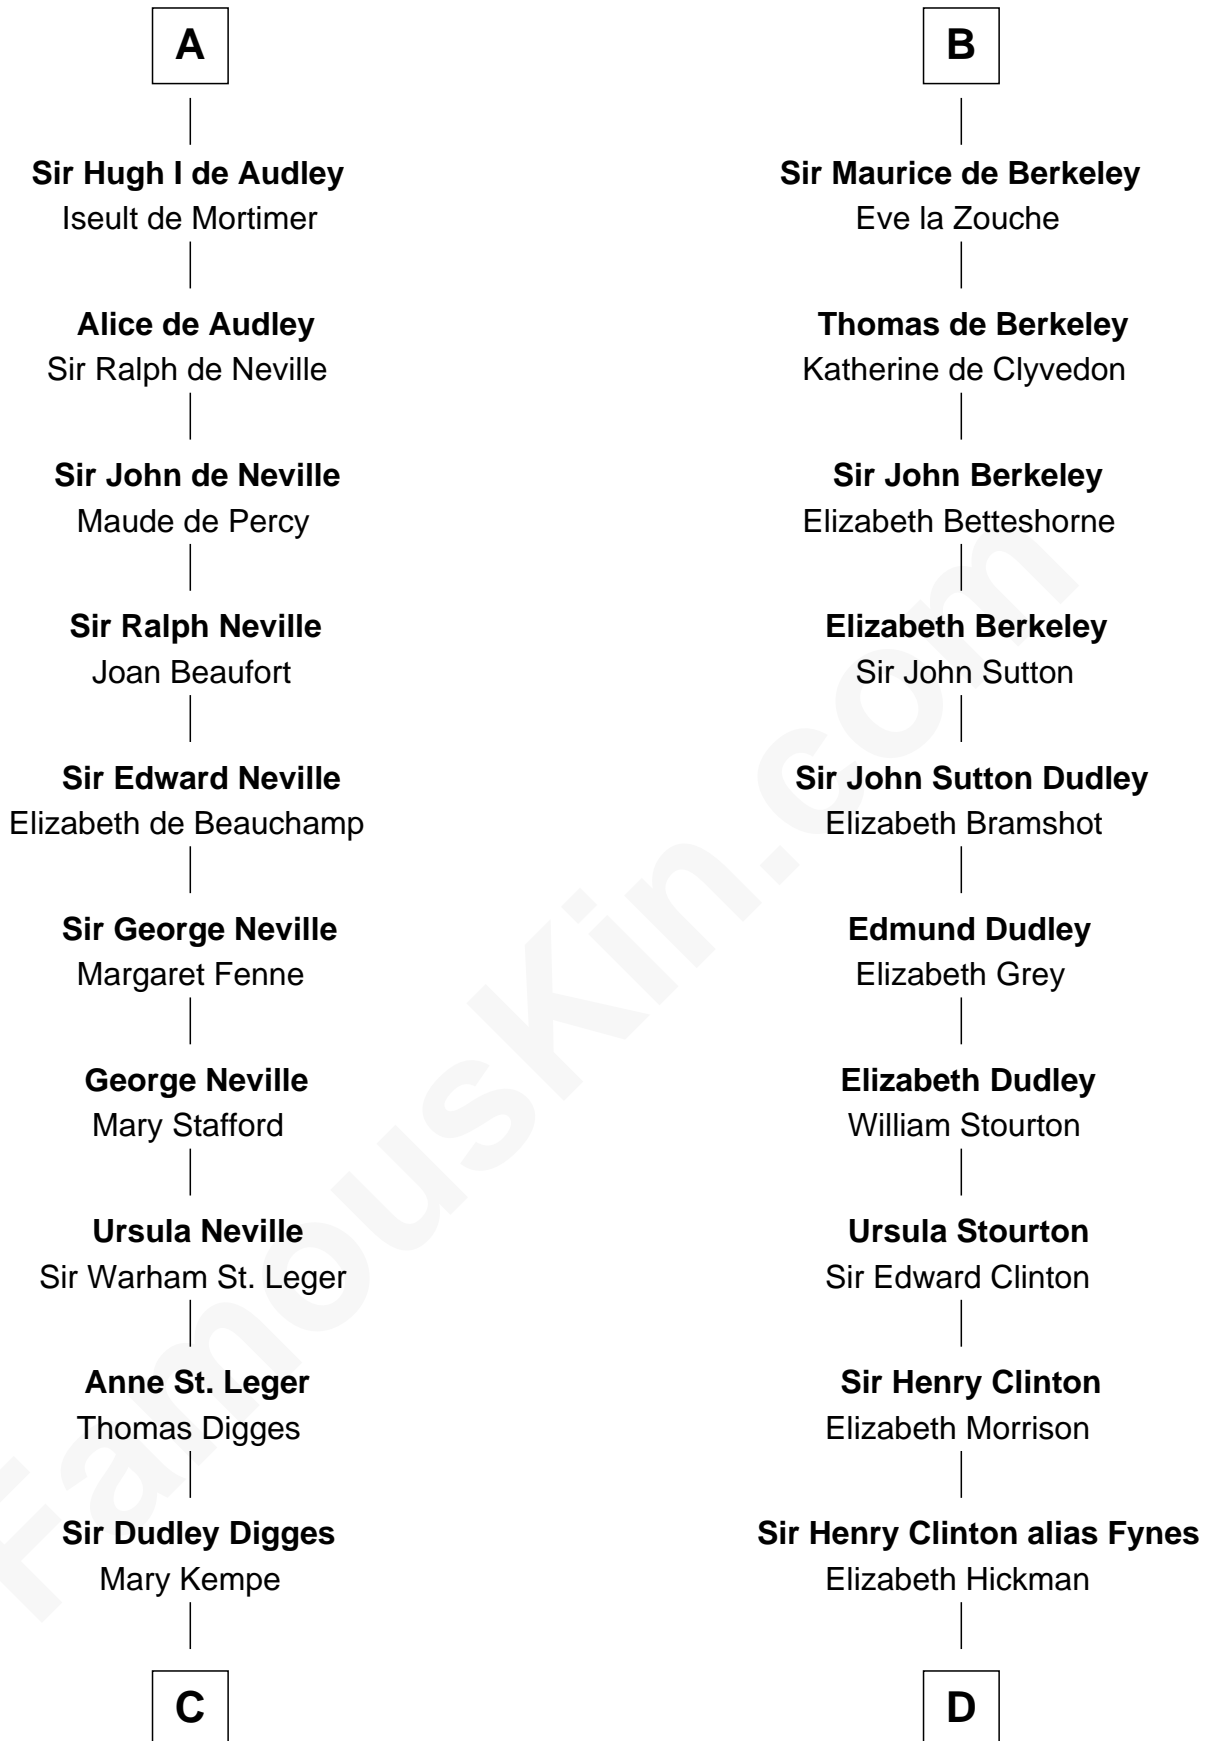 A
Sir Hugh I de Audley
Iseult de Mortimer
Alice de Audley
Sir Ralph de Neville
Sir John de Neville
Maude de Percy
Sir Ralph Neville
Joan Beaufort
Sir Edward Neville
Elizabeth de Beauchamp
Sir George Neville
Margaret Fenne
George Neville
Mary Stafford
Ursula Neville
Sir Warham St. Leger
Anne St. Leger
Thomas Digges
Sir Dudley Digges
Mary Kempe
C
B
Sir Maurice de Berkeley
Eve la Zouche
Thomas de Berkeley
Katherine de Clyvedon
Sir John Berkeley
Elizabeth Betteshorne
Elizabeth Berkeley
Sir John Sutton
Sir John Sutton Dudley
Elizabeth Bramshot
Edmund Dudley
Elizabeth Grey
Elizabeth Dudley
William Stourton
Ursula Stourton
Sir Edward Clinton
Sir Henry Clinton
Elizabeth Morrison
Sir Henry Clinton alias Fynes
Elizabeth Hickman
D
FamousKin.com